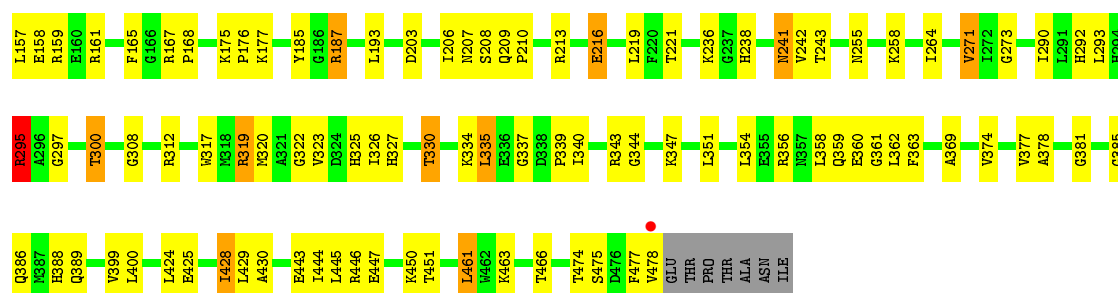 L157 E158 R159 E160 R161 F165 G166 R167 P168 K175 P176 K177 Y185 G186 R187 L193 D203 I206 N207 S208 Q209 P210 R213 E216 L219 F220 T221 K236 G237 H238 N241 V242 T243 N255 K258 I264 V271 I272 G273 I290 L291 H292 L293
R295 A296 G297 T300 G308 R312 W317 M318 R319 M320 A321 G322 V323 D324 H325 I326 H327 T330 K334 L335 E336 G337 D338 P339 I340 R343 G344 K347 L351 L354 E355 R356 N357 L358 Q359 E360 G361 L362 F363 A369 V374 V377 A378 G381
Q386 M387 H388 Q389 V399 L400 L424 E425 I428 L429 A430 E443 I444 L445 R446 E447 K450 T451 L461 W462 K463 T466 T474 S475 D476 F477 V478 GLU THR PRO THR ALA ASN ILE